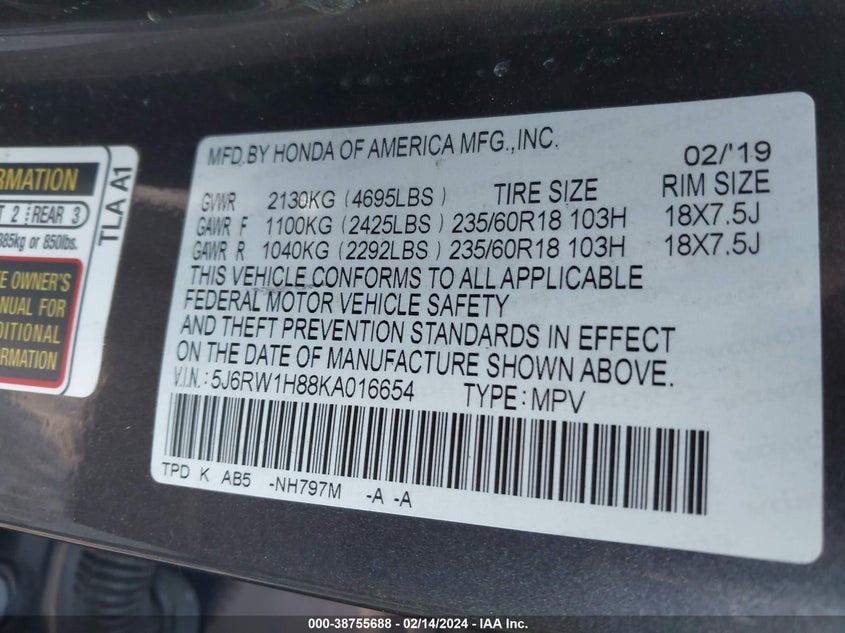 MFD.BY HONDA OF AMERICA MFG.,INC. 02/'19
GVWR 2130KG (4695LBS) TIRE SIZE RIM SIZE
GAWR F 1100KG (2425LBS) 235/60R18 103H 18X7.5J
GAWR R 1040KG (2292LBS) 235/60R18 103H 18X7.5J
THIS VEHICLE CONFORMS TO ALL APPLICABLE
FEDERAL MOTOR VEHICLE SAFETY
AND THEFT PREVENTION STANDARDS IN EFFECT
ON THE DATE OF MANUFACTURE SHOWN ABOVE.
V.I.N.: 5J6RW1H88KA016654 TYPE: MPV
TPD K AB5 -NH797M -A -A
RMATION
T 2 REAR 3
385kg or 850lbs.
TLA A1
EE OWNER'S
ANUAL FOR
DITIONAL
ORMATION
000-38755688 - 02/14/2024 - IAA Inc.